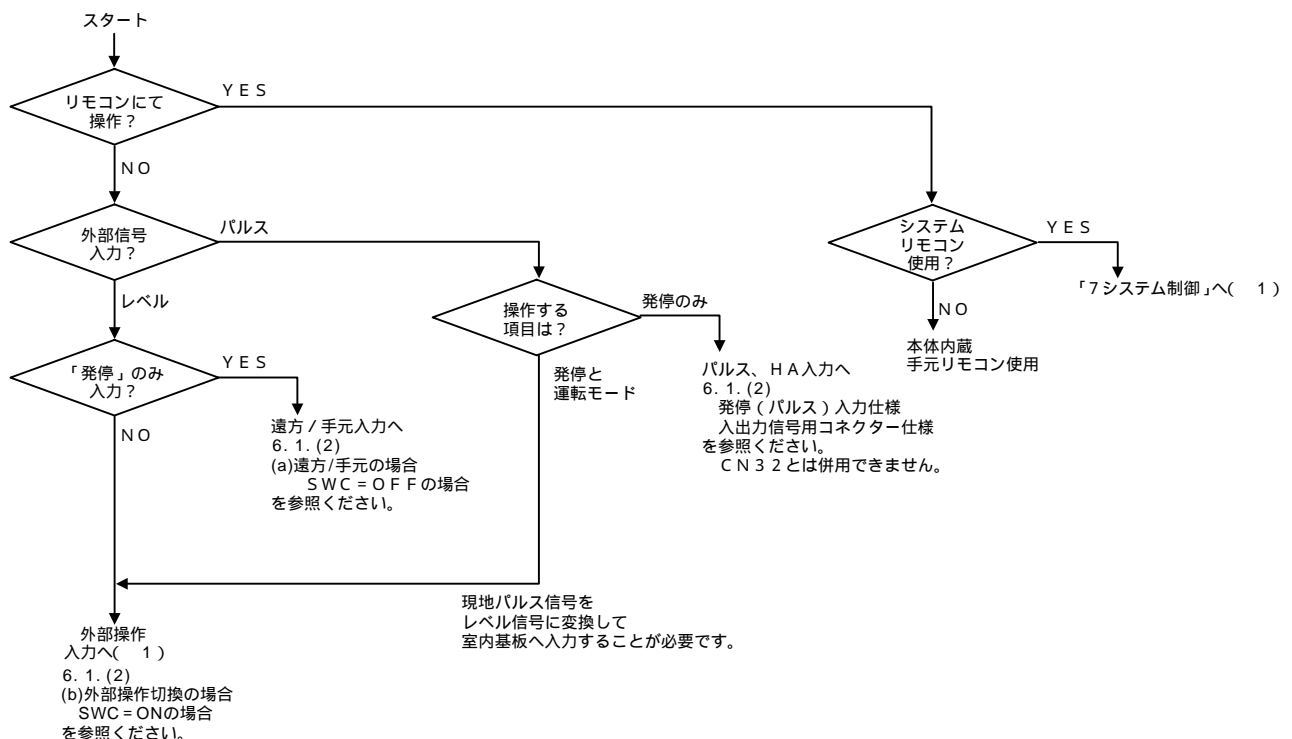 スタート
リモコンにて
操作？
ＹＥＳ
ＮＯ
外部信号
入力？
パルス
レベル
「発停」のみ
入力？
ＹＥＳ
ＮＯ
遠方／手元入力へ
6. 1. (2)
(a)遠方/手元の場合
ＳＷＣ＝ＯＦＦの場合
を参照ください。
操作する
項目は？
発停のみ
発停と
運転モード
パルス、ＨＡ入力へ
6. 1. (2)
発停（パルス）入力仕様
入出力信号用コネクター仕様
を参照ください。
ＣＮ３２とは併用できません。
システム
リモコン
使用？
ＹＥＳ
「７システム制御」へ(　１)
ＮＯ
本体内蔵
手元リモコン使用
現地パルス信号を
レベル信号に変換して
室内基板へ入力することが必要です。
外部操作
入力へ(　１)
6. 1. (2)
(b)外部操作切換の場合
SWC = ONの場合
を参照ください。